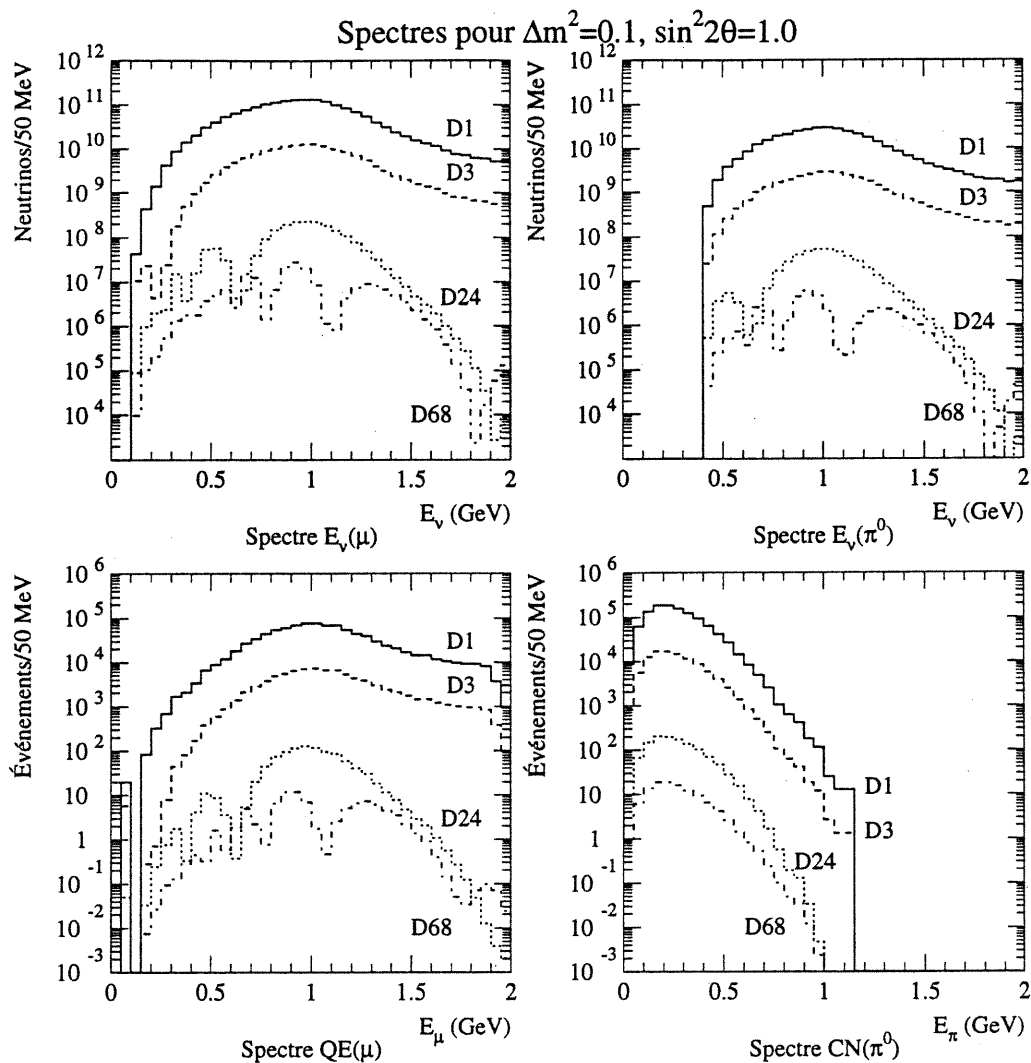 Spectres pour Δm²=0.1, sin²2θ=1.0
Neutrinos/50 MeV
10¹²
10¹¹
10¹⁰
10⁹
10⁸
10⁷
10⁶
10⁵
10⁴
D1
D3
D24
D68
0 0.5 1 1.5 2
E_ν (GeV)
Spectre E_ν(μ)
Neutrinos/50 MeV
10¹²
10¹¹
10¹⁰
10⁹
10⁸
10⁷
10⁶
10⁵
10⁴
D1
D3
D24
D68
0 0.5 1 1.5 2
E_ν (GeV)
Spectre E_ν(π⁰)
Événements/50 MeV
10⁶
10⁵
10⁴
10³
10²
10
1
10⁻¹
10⁻²
10⁻³
D1
D3
D24
D68
0 0.5 1 1.5 2
E_μ (GeV)
Spectre QE(μ)
Événements/50 MeV
10⁶
10⁵
10⁴
10³
10²
10
1
10⁻¹
10⁻²
10⁻³
D1
D3
D24
D68
0 0.5 1 1.5 2
E_π (GeV)
Spectre CN(π⁰)